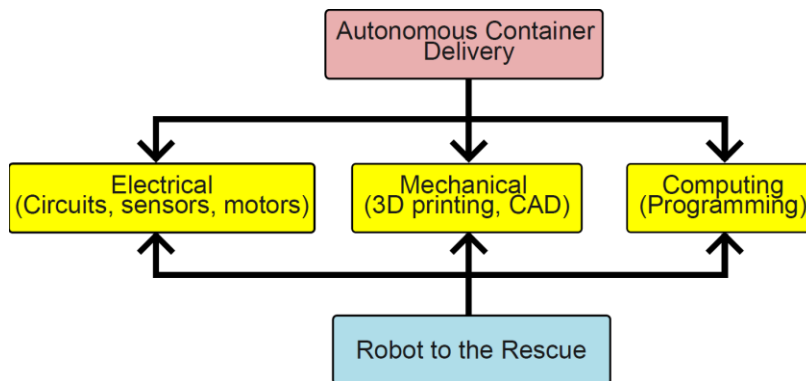 Autonomous Container
Delivery
Electrical
(Circuits, sensors, motors)
Mechanical
(3D printing, CAD)
Computing
(Programming)
Robot to the Rescue